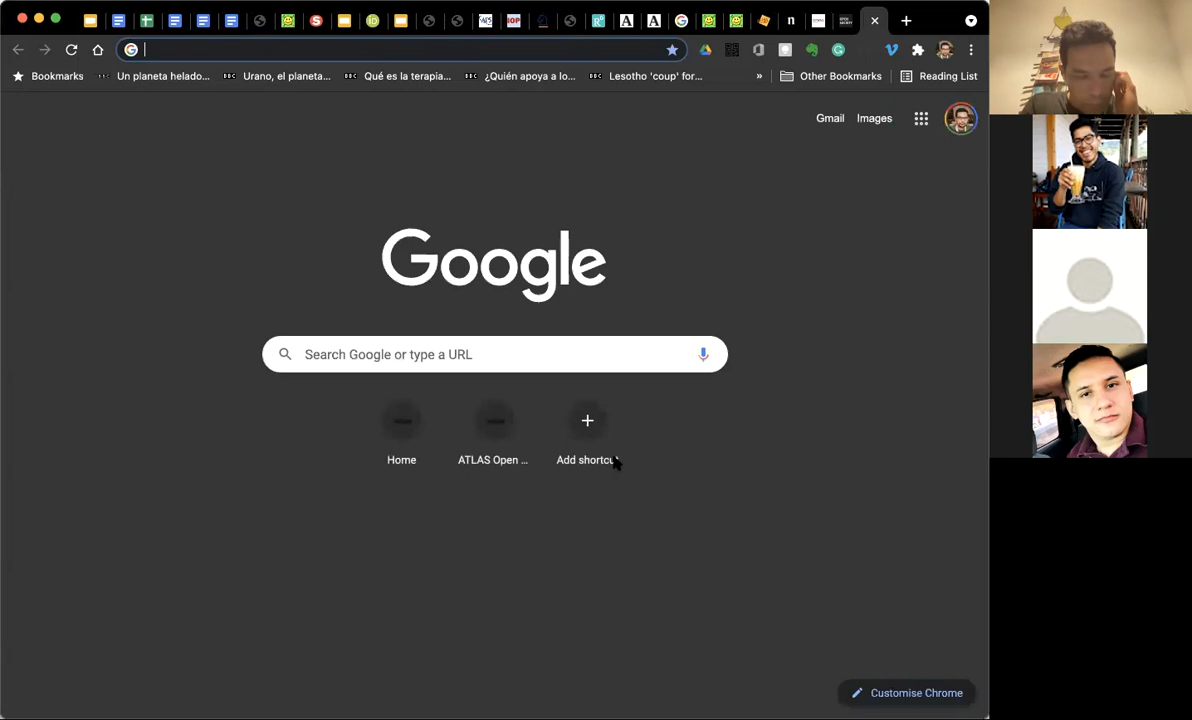 Bookmarks Un planeta helado... Urano, el planeta... Qué es la terapia... ¿Quién apoya a lo... Lesotho 'coup' for... » Other Bookmarks Reading List
Gmail Images
Google
Search Google or type a URL
Home ATLAS Open ... Add shortcut
Customise Chrome